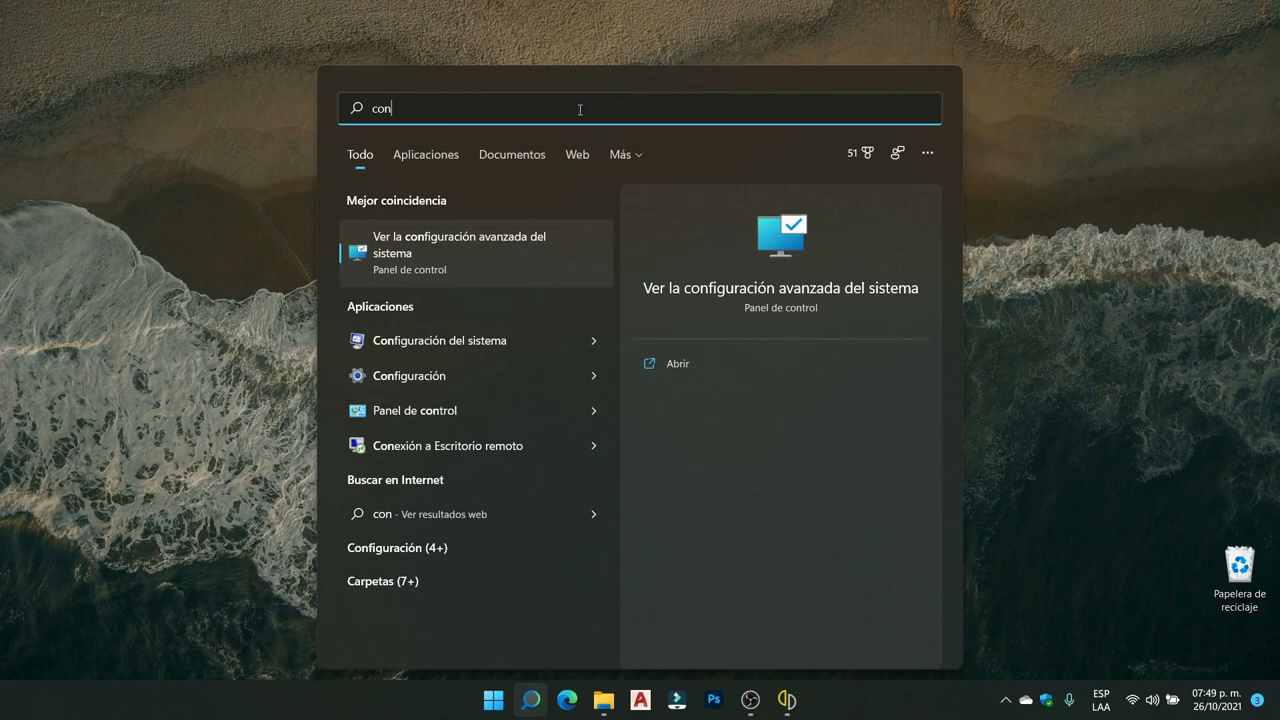 con
Todo
Aplicaciones
Documentos
Web
Más
51
Mejor coincidencia
Ver la configuración avanzada del
sistema
Panel de control
Aplicaciones
Configuración del sistema
Configuración
Panel de control
Conexión a Escritorio remoto
Buscar en Internet
con - Ver resultados web
Configuración (4+)
Carpetas (7+)
Ver la configuración avanzada del sistema
Panel de control
Abrir
Papelera de
reciclaje
A
Ps
ESP
LAA
07:49 p. m.
26/10/2021
3